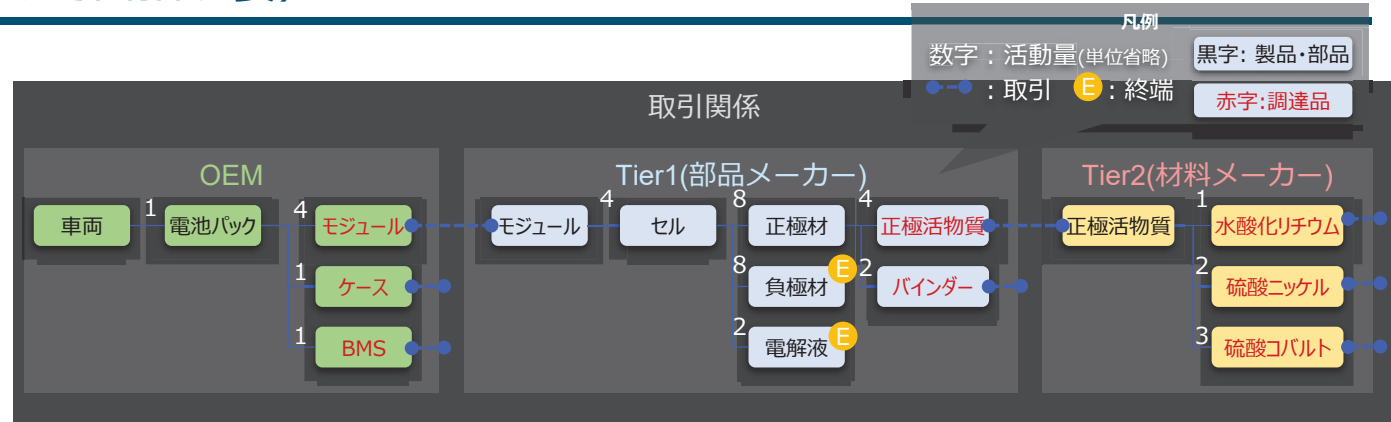 凡例
数字：活動量(単位省略)
黒字: 製品・部品
：取引 E：終端
赤字:調達品
取引関係
OEM
Tier1(部品メーカー)
Tier2(材料メーカー)
車両
1
電池パック
4
モジュール
モジュール
4
セル
8
正極材
4
正極活物質
正極活物質
1
水酸化リチウム
1
ケース
8
負極材
E
2
バインダー
2
硫酸ニッケル
1
BMS
2
電解液
E
3
硫酸コバルト